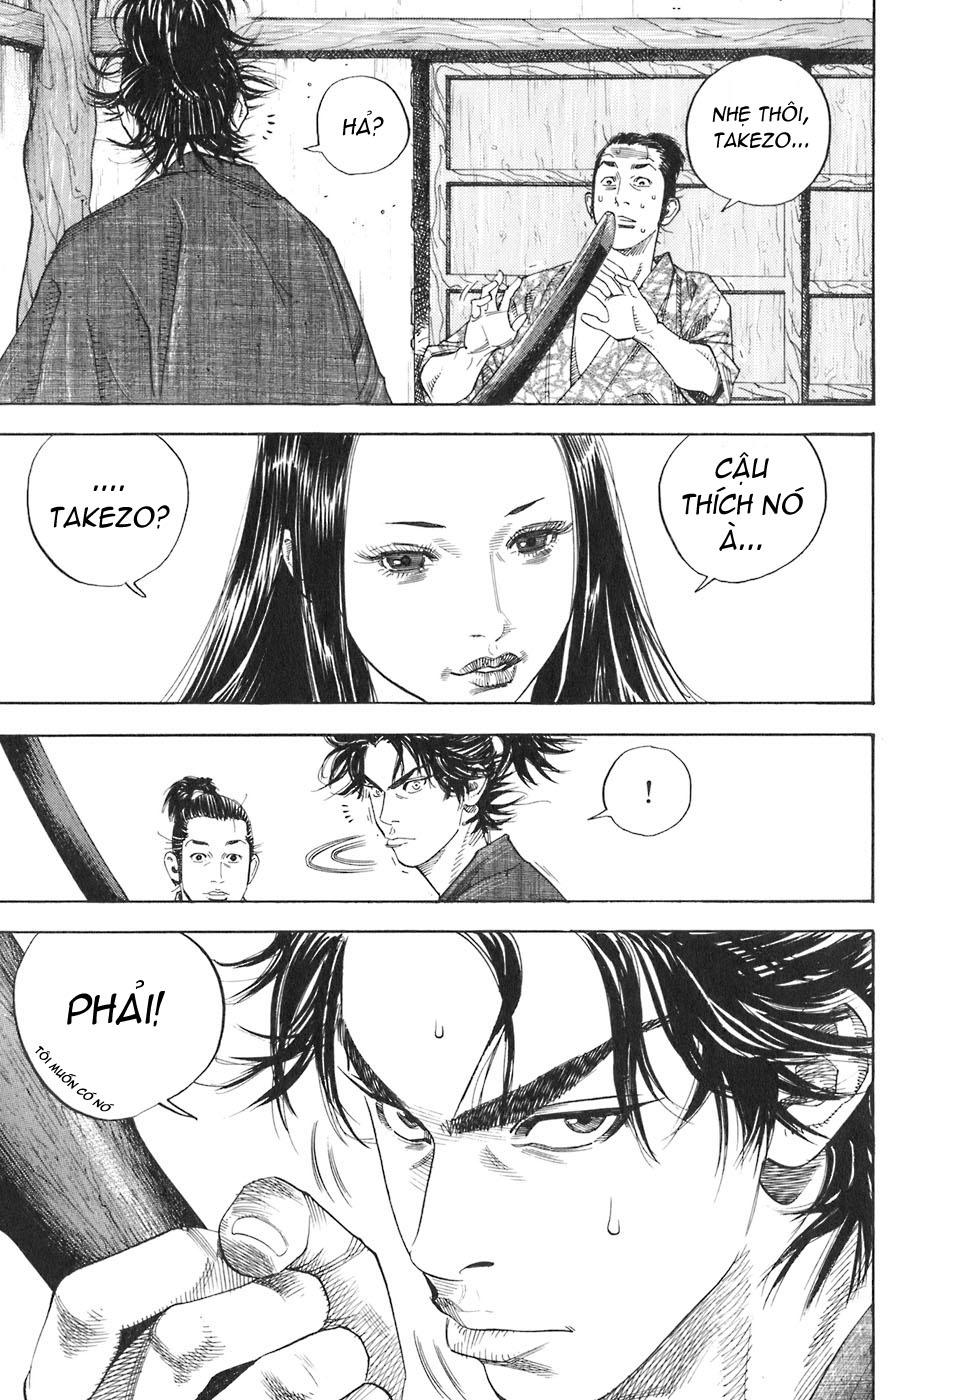 NHẸ THÔI,
TAKEZO...
HẢ?
CẬU
THÍCH NÓ
À...
....
TAKEZO?
!
PHẢI!
TÔI MUỐN CÓ NÓ